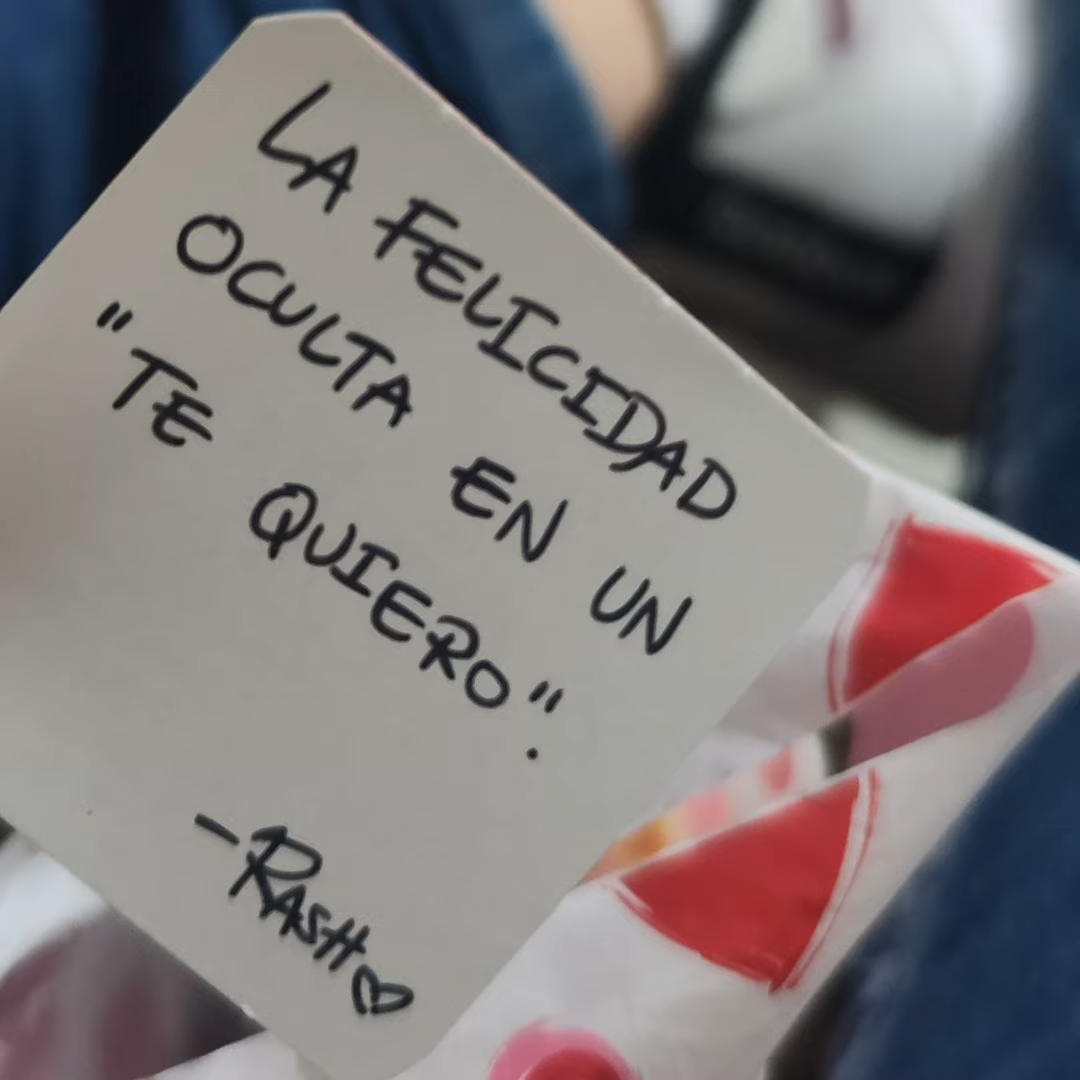 LA FELICIDAD
OCULTA EN UN
"TE QUIERO".
-RASH♡